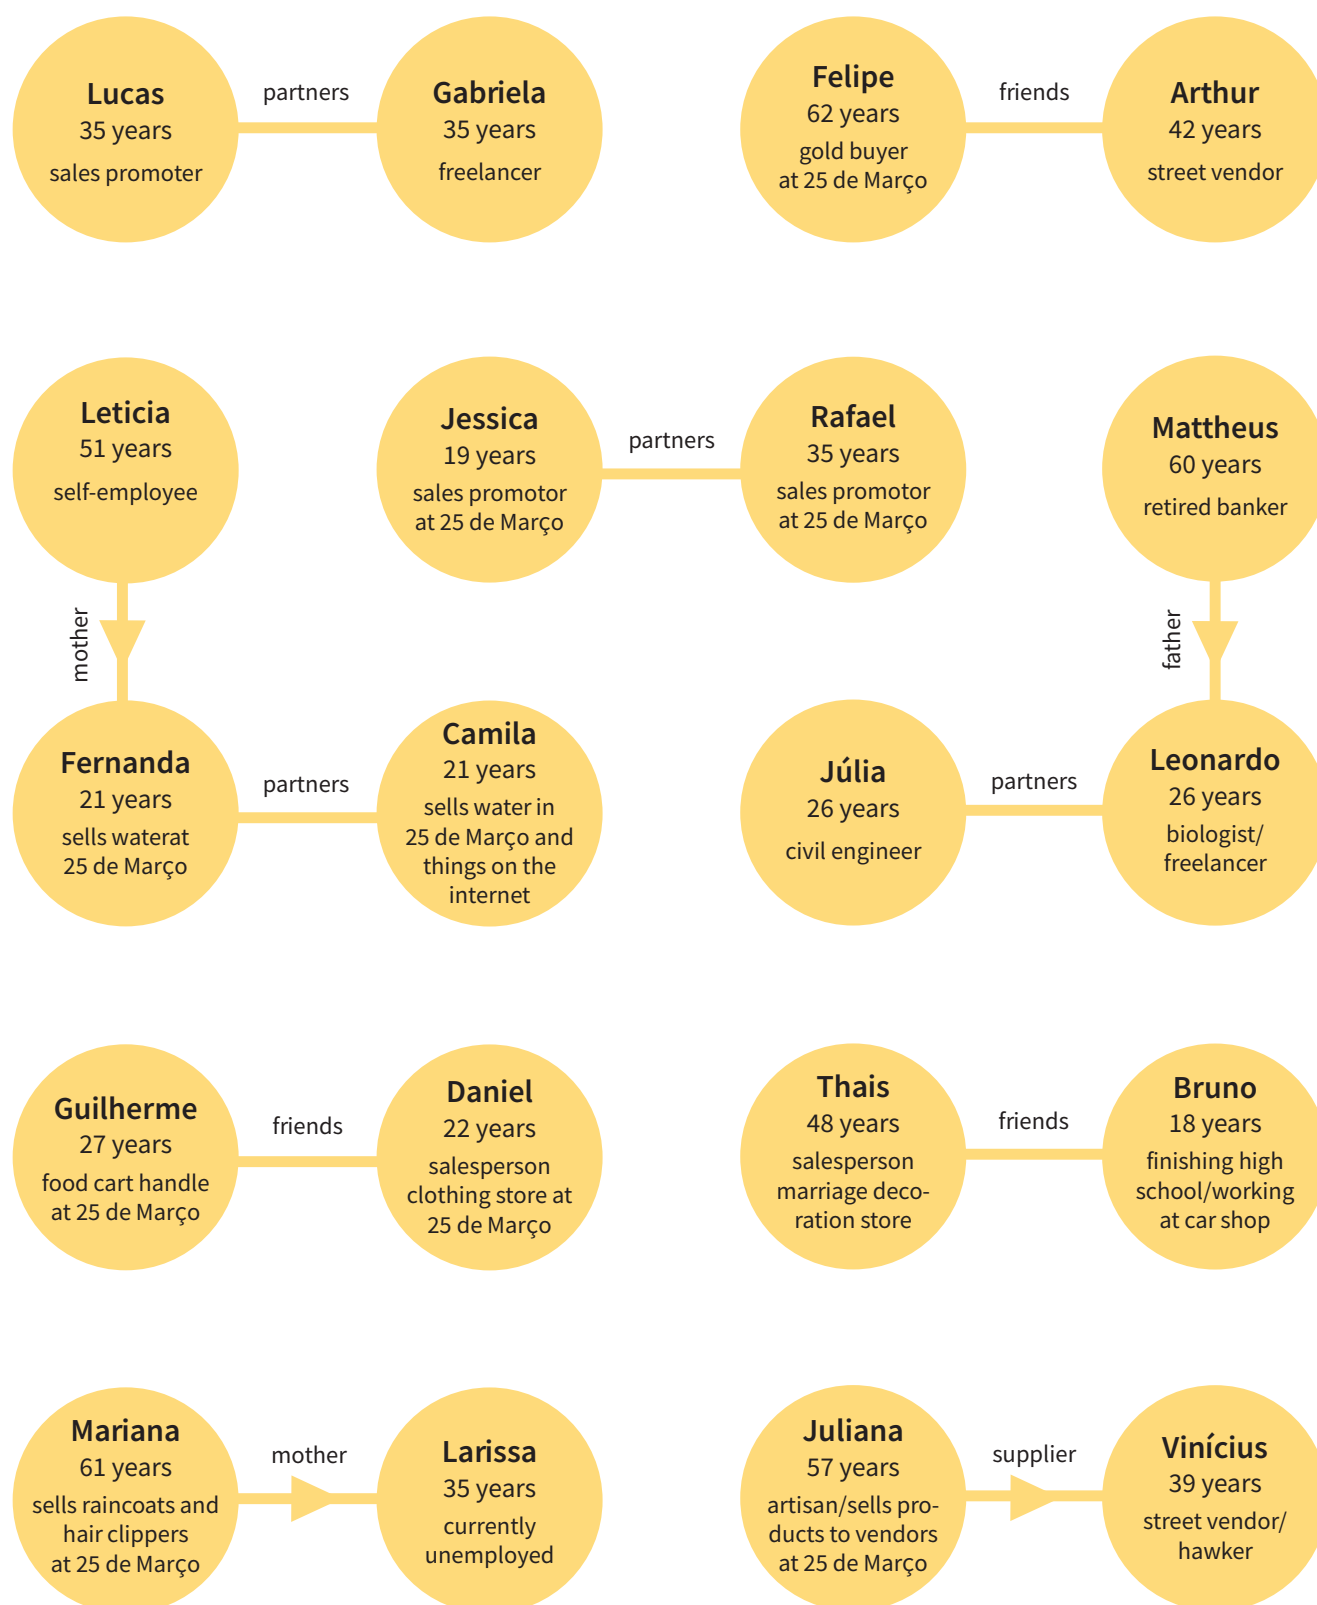 Lucas
35 years
sales promoter
partners
Gabriela
35 years
freelancer
Felipe
62 years
gold buyer
at 25 de Março
friends
Arthur
42 years
street vendor
Leticia
51 years
self-employee
Jessica
19 years
sales promotor
at 25 de Março
partners
Rafael
35 years
sales promotor
at 25 de Março
Mattheus
60 years
retired banker
mother
father
Fernanda
21 years
sells waterat
25 de Março
partners
Camila
21 years
sells water in
25 de Março and
things on the
internet
Júlia
26 years
civil engineer
partners
Leonardo
26 years
biologist/
freelancer
Guilherme
27 years
food cart handle
at 25 de Março
friends
Daniel
22 years
salesperson
clothing store at
25 de Março
Thais
48 years
salesperson
marriage deco-
ration store
friends
Bruno
18 years
finishing high
school/working
at car shop
Mariana
61 years
sells raincoats and
hair clippers
at 25 de Março
mother
Larissa
35 years
currently
unemployed
Juliana
57 years
artisan/sells pro-
ducts to vendors
at 25 de Março
supplier
Vinícius
39 years
street vendor/
hawker